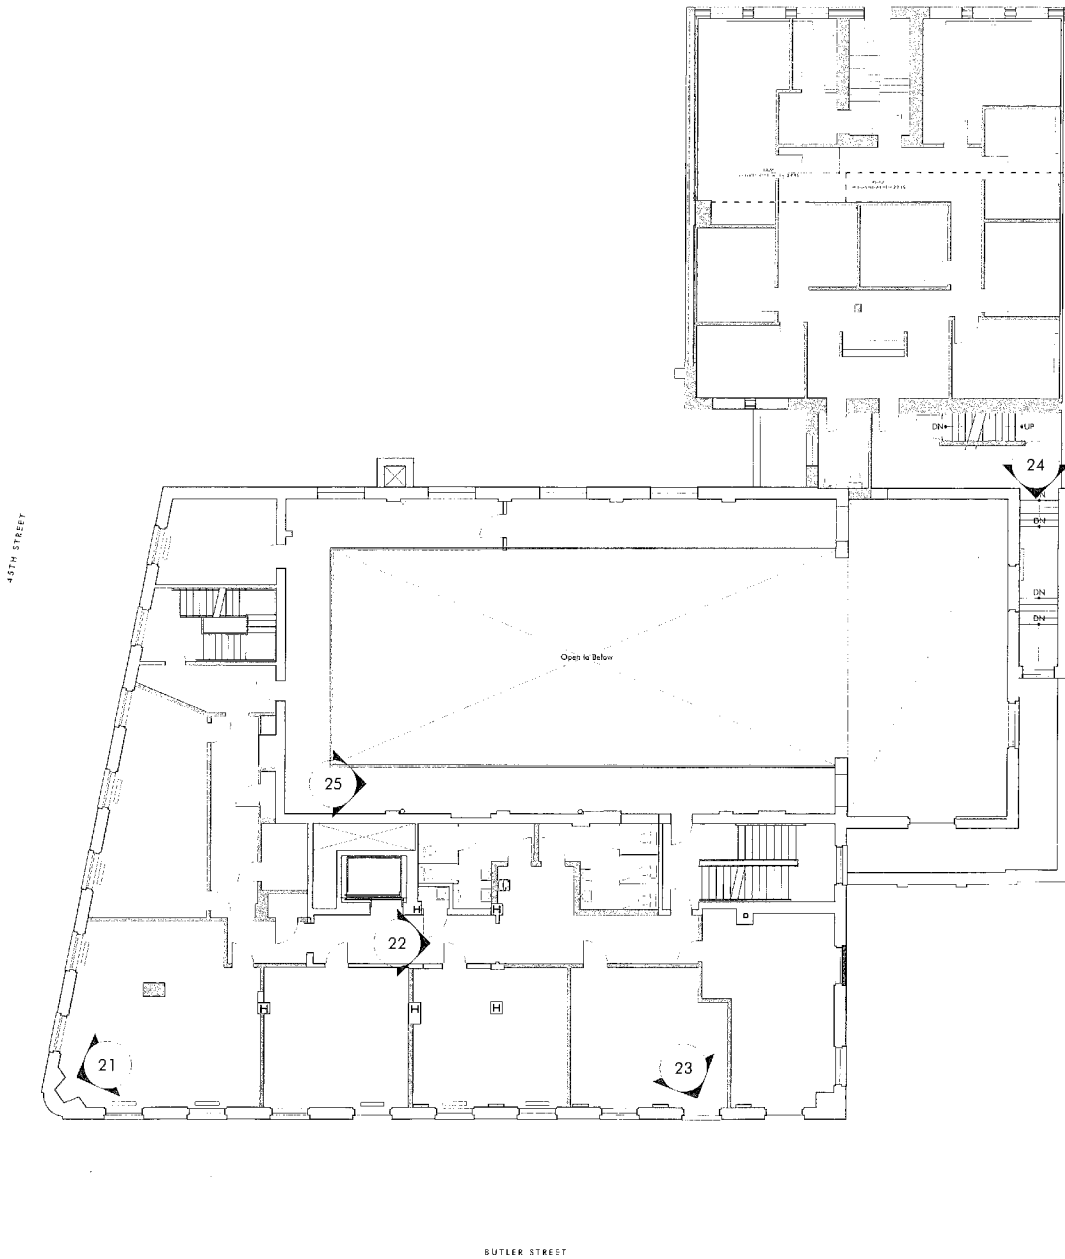 DN
UP
24
DN
DN
45TH STREET
DN
DN
Open to Below
25
H
H
22
H
H
H
21
23
BUTLER STREET